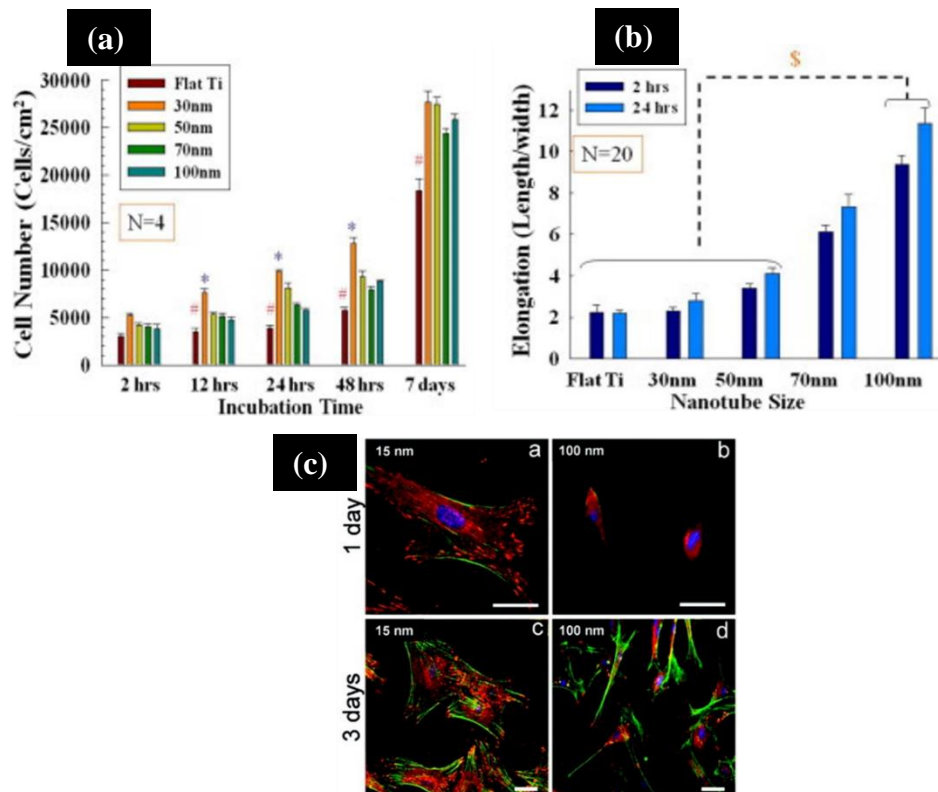 (a)
30000
25000
20000
15000
10000
5000
0
Cell Number (Cells/cm²)
Flat Ti
30nm
50nm
70nm
100nm
N=4
#
*
#
*
#
*
#
#
2 hrs 12 hrs 24 hrs 48 hrs 7 days
Incubation Time
(b)
$
12
10
8
6
4
2
0
Elongation (Length/width)
2 hrs
24 hrs
N=20
Flat Ti 30nm 50nm 70nm 100nm
Nanotube Size
(c)
1 day
15 nm a
100 nm b
3 days
15 nm c
100 nm d